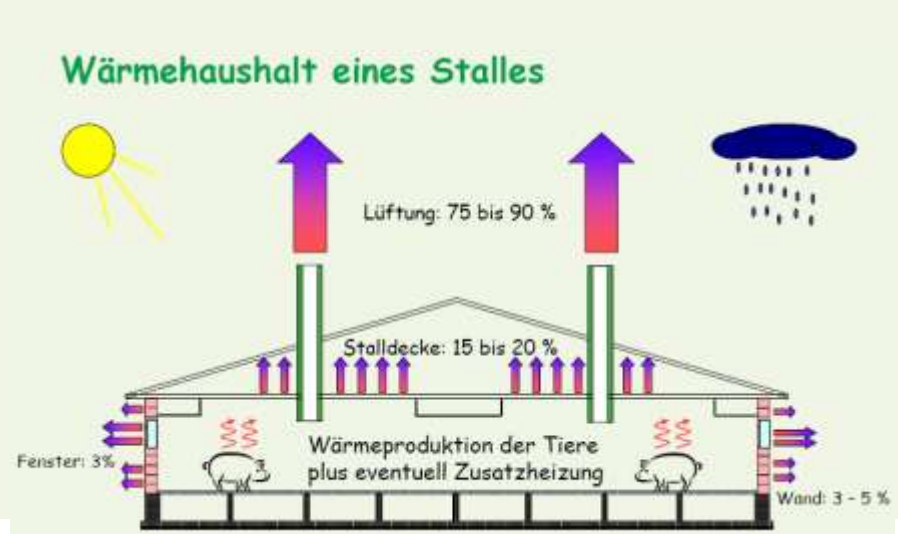 Wärmehaushalt eines Stalles
Lüftung: 75 bis 90 %
Stalldecke: 15 bis 20 %
Wärmeproduktion der Tiere
plus eventuell Zusatzheizung
Fenster: 3%
Wand: 3 - 5 %